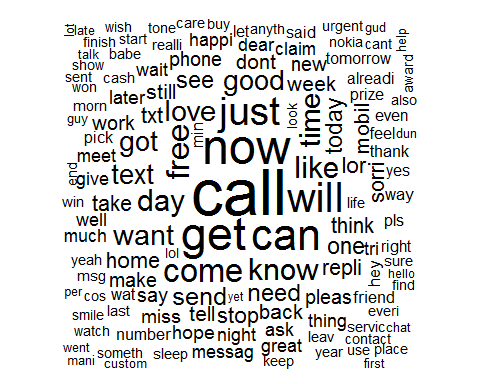 late wish tone care buy let anyth said urgent gud
lol finish start realli happi dear claim nokia cant help
talk babe phone dont new tomorrow
show wait see good week alreadi award
sent cash still prize
won later love just time today mobil also
morn txt min look even
guy work free now feel dun
pick got like lor thank
meet text sorri yes
end give call will way
win take day life
well get can think pls
much want one tri right
yeah home lol come know repli hey sure
msg make hello
per cos wat say send yet need pleas friend find
smile last miss tell stop back thing everi
watch number hope night ask servic chat
went messag great leav contact
mani someth sleep keep year use place
custom first